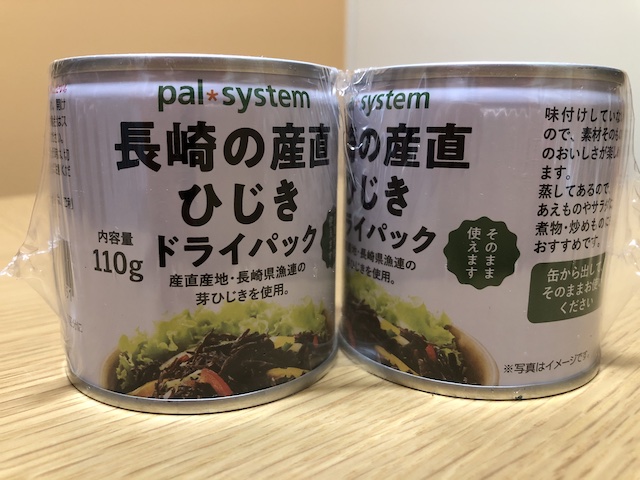 pal*system
長崎の産直
ひじき
ドライパック
内容量
110g
産直産地・長崎県漁連の
芽ひじきを使用。
system
の産直
ひじき
ライパック
・長崎県漁連の
ひじきを使用。
そのまま
使えます
味付けしていな
ので、素材そのも
のおいしさが楽し
ます。
蒸してあるので
あえものやサラダ
煮物・炒めものに
おすすめです。
缶から出して
そのままお使い
ください
※写真はイメージです。